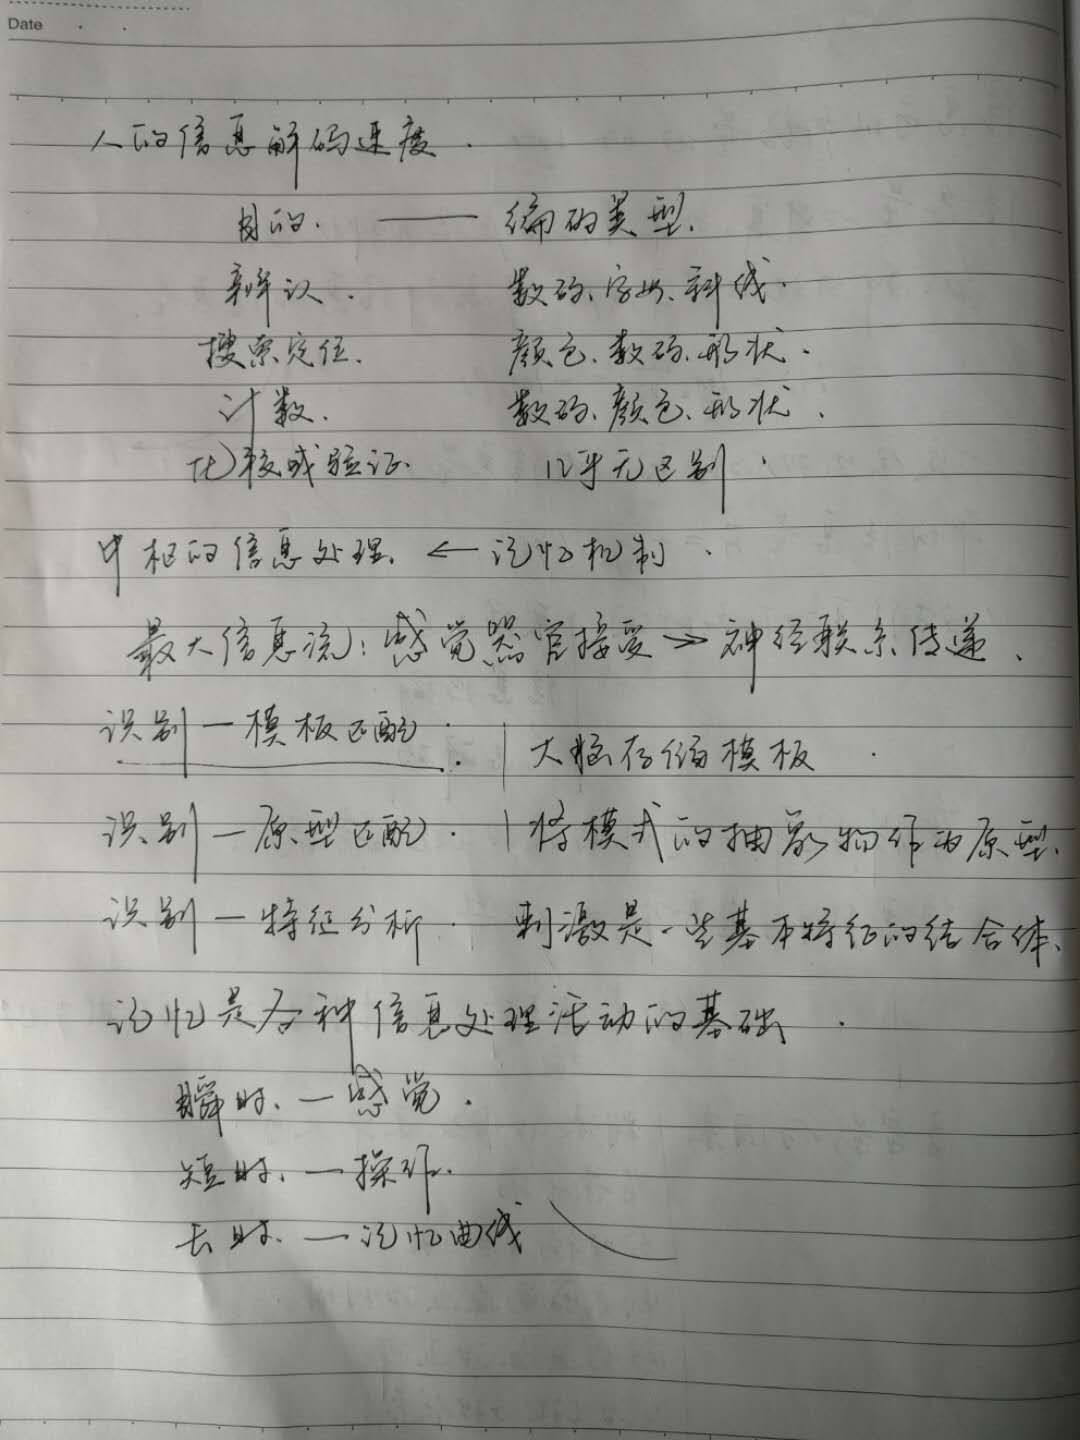 Date
人的信息解码速度.
目的. —— 编码类型.
辨认. 数码、字母、斜线.
搜索定位. 颜色、数码、形状.
计数. 数码、颜色、形状.
比较或验证. 几乎无区别.
中枢的信息处理. ← 记忆机制.
最大信息流: 感觉器官接受 → 神经联系传递.
识别一模板匹配. | 大脑存储模板.
识别一原型匹配. | 将模式的抽象物作为原型.
识别一特征分析. 刺激是一些基本特征的结合体.
记忆是各种信息处理活动的基础.
瞬时. 一感觉.
短时. 一操作.
长时. 一记忆曲线